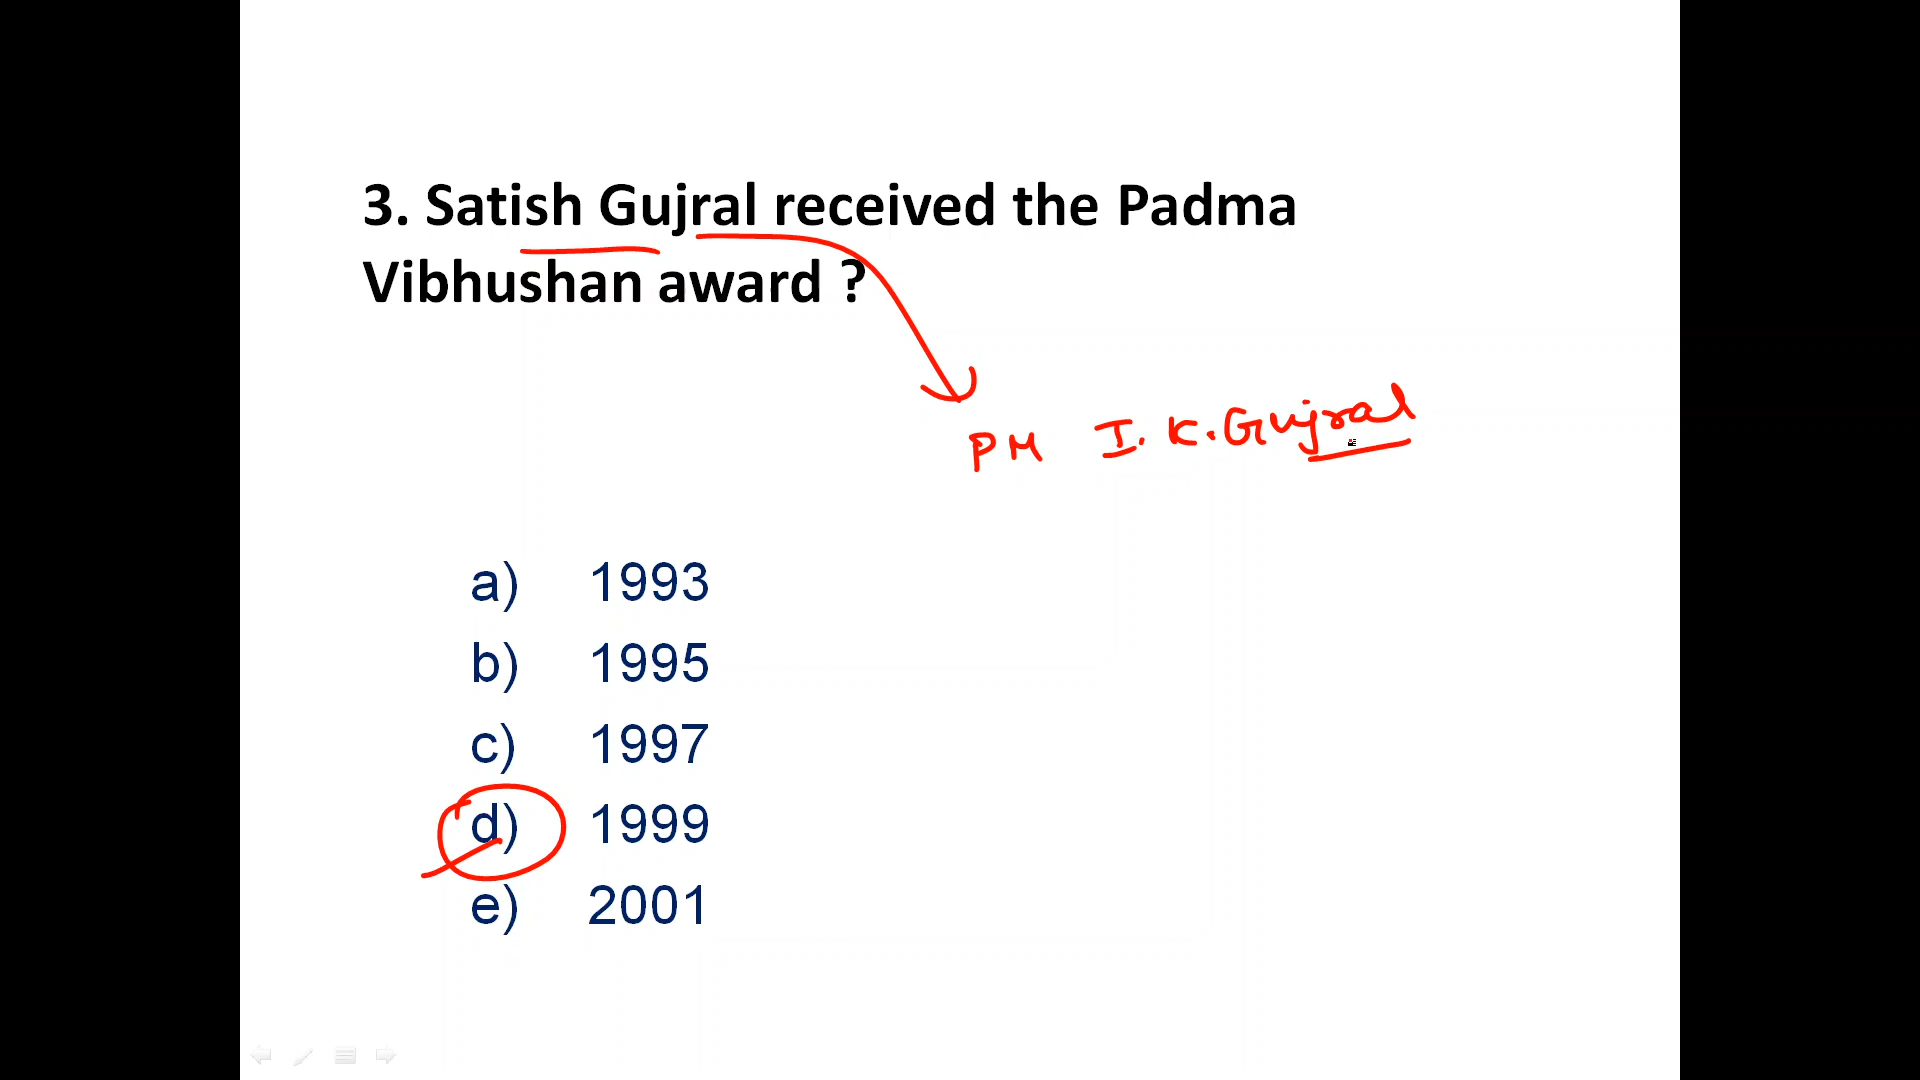 3. Satish Gujral received the Padma
Vibhushan award ?
PM I. K. Gujral
a) 1993
b) 1995
c) 1997
d) 1999
e) 2001